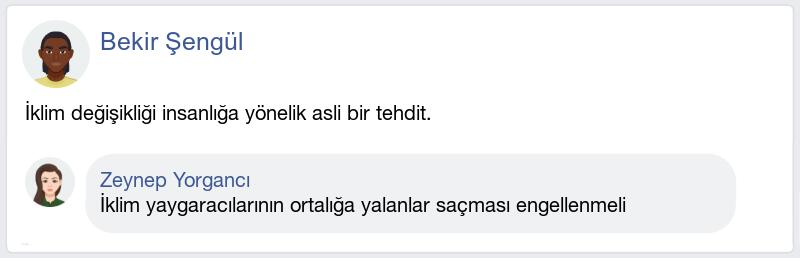 Bekir Şengül
İklim değişikliği insanlığa yönelik asli bir tehdit.
Zeynep Yorgancı
İklim yaygaracılarının ortalığa yalanlar saçması engellenmeli